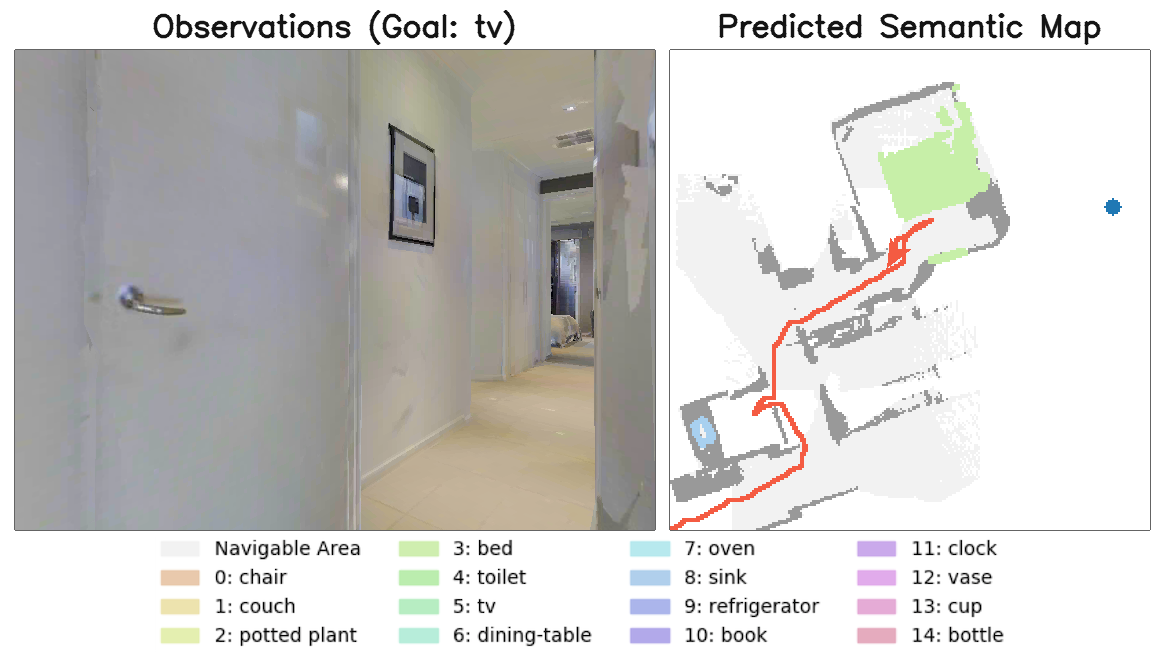 Observations (Goal: tv)
Predicted Semantic Map
Navigable Area
0: chair
1: couch
2: potted plant
3: bed
4: toilet
5: tv
6: dining-table
7: oven
8: sink
9: refrigerator
10: book
11: clock
12: vase
13: cup
14: bottle